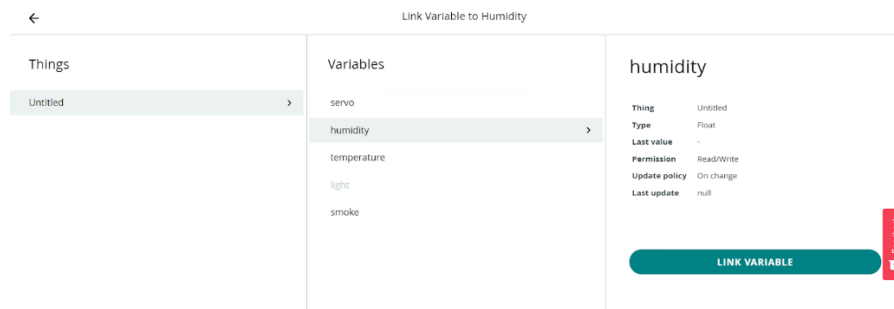 Link Variable to Humidity
Things
Untitled
Variables
servo
humidity
temperature
light
smoke
humidity
Thing Untitled
Type Float
Last value -
Permission Read/Write
Update policy On change
Last update null
LINK VARIABLE